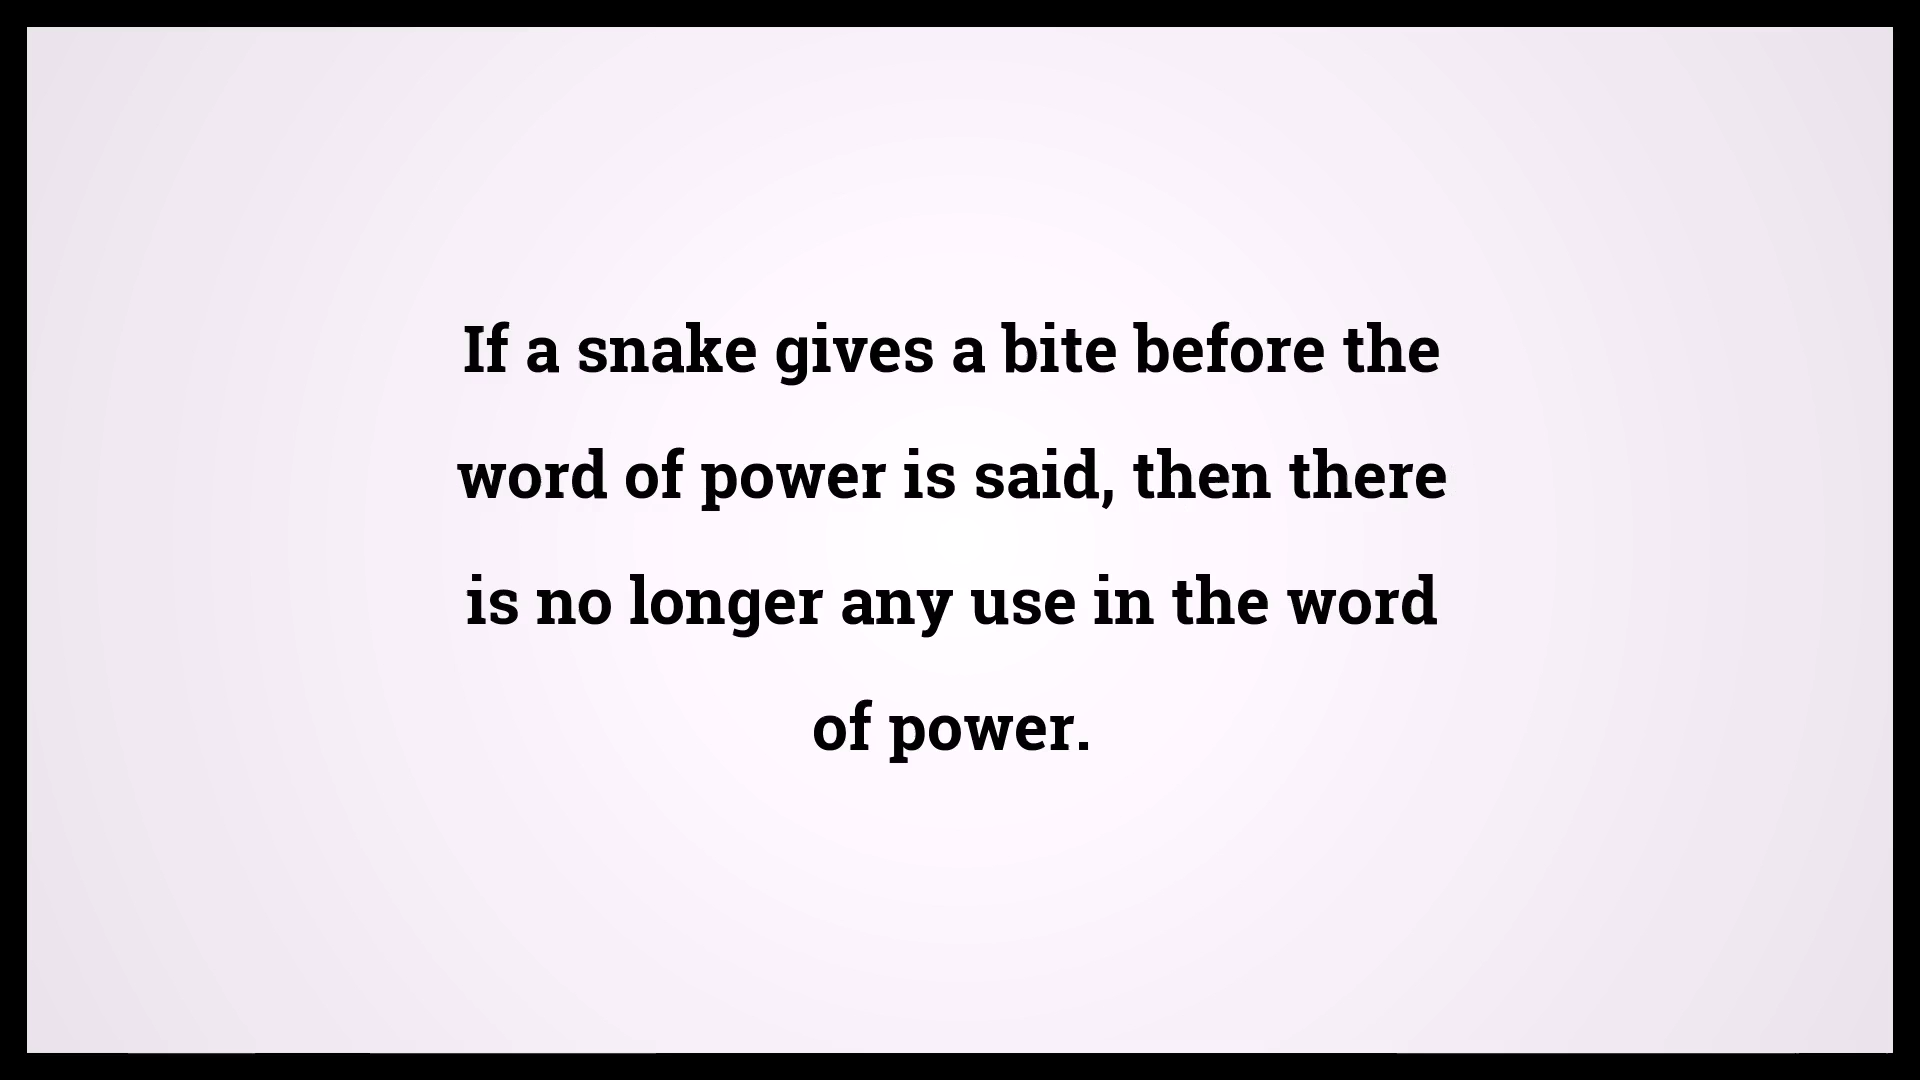 If a snake gives a bite before the
word of power is said, then there
is no longer any use in the word
of power.